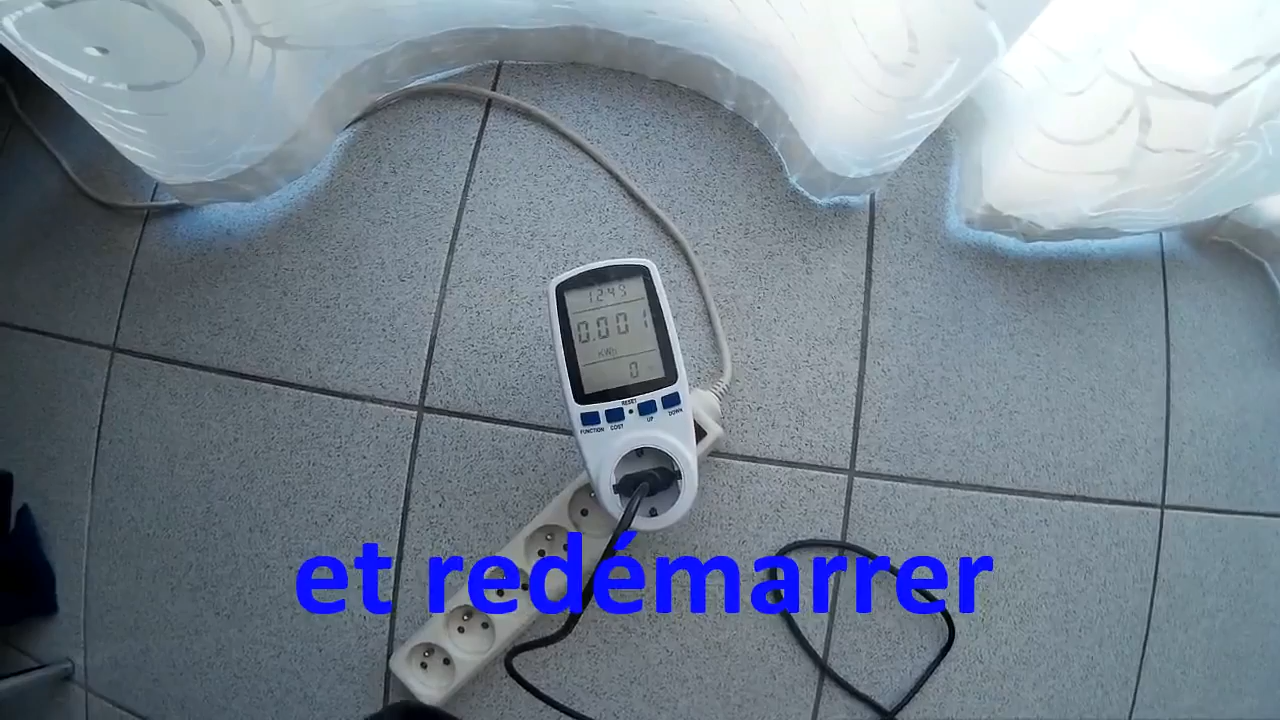 12:49
0.001
KWh
0
RESET
FUNCTION COST UP DOWN
et redémarrer